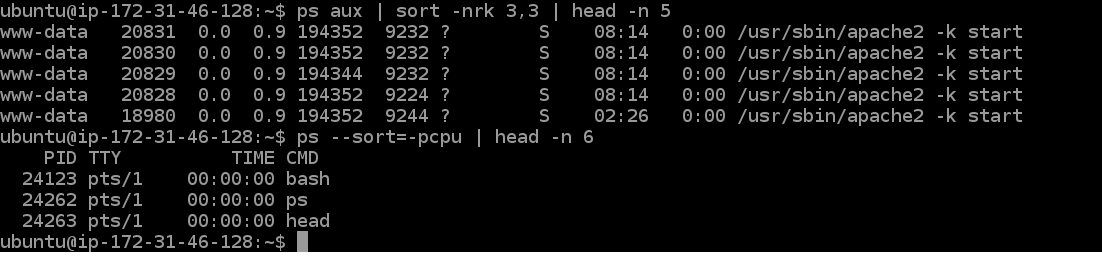 ubuntu@ip-172-31-46-128:~$ ps aux | sort -nrk 3,3 | head -n 5
www-data   20831  0.0  0.9 194352  9232 ?        S    08:14   0:00 /usr/sbin/apache2 -k start
www-data   20830  0.0  0.9 194352  9232 ?        S    08:14   0:00 /usr/sbin/apache2 -k start
www-data   20829  0.0  0.9 194344  9232 ?        S    08:14   0:00 /usr/sbin/apache2 -k start
www-data   20828  0.0  0.9 194352  9224 ?        S    08:14   0:00 /usr/sbin/apache2 -k start
www-data   18980  0.0  0.9 194352  9244 ?        S    02:26   0:00 /usr/sbin/apache2 -k start
ubuntu@ip-172-31-46-128:~$ ps --sort=-pcpu | head -n 6
    PID TTY          TIME CMD
  24123 pts/1    00:00:00 bash
  24262 pts/1    00:00:00 ps
  24263 pts/1    00:00:00 head
ubuntu@ip-172-31-46-128:~$